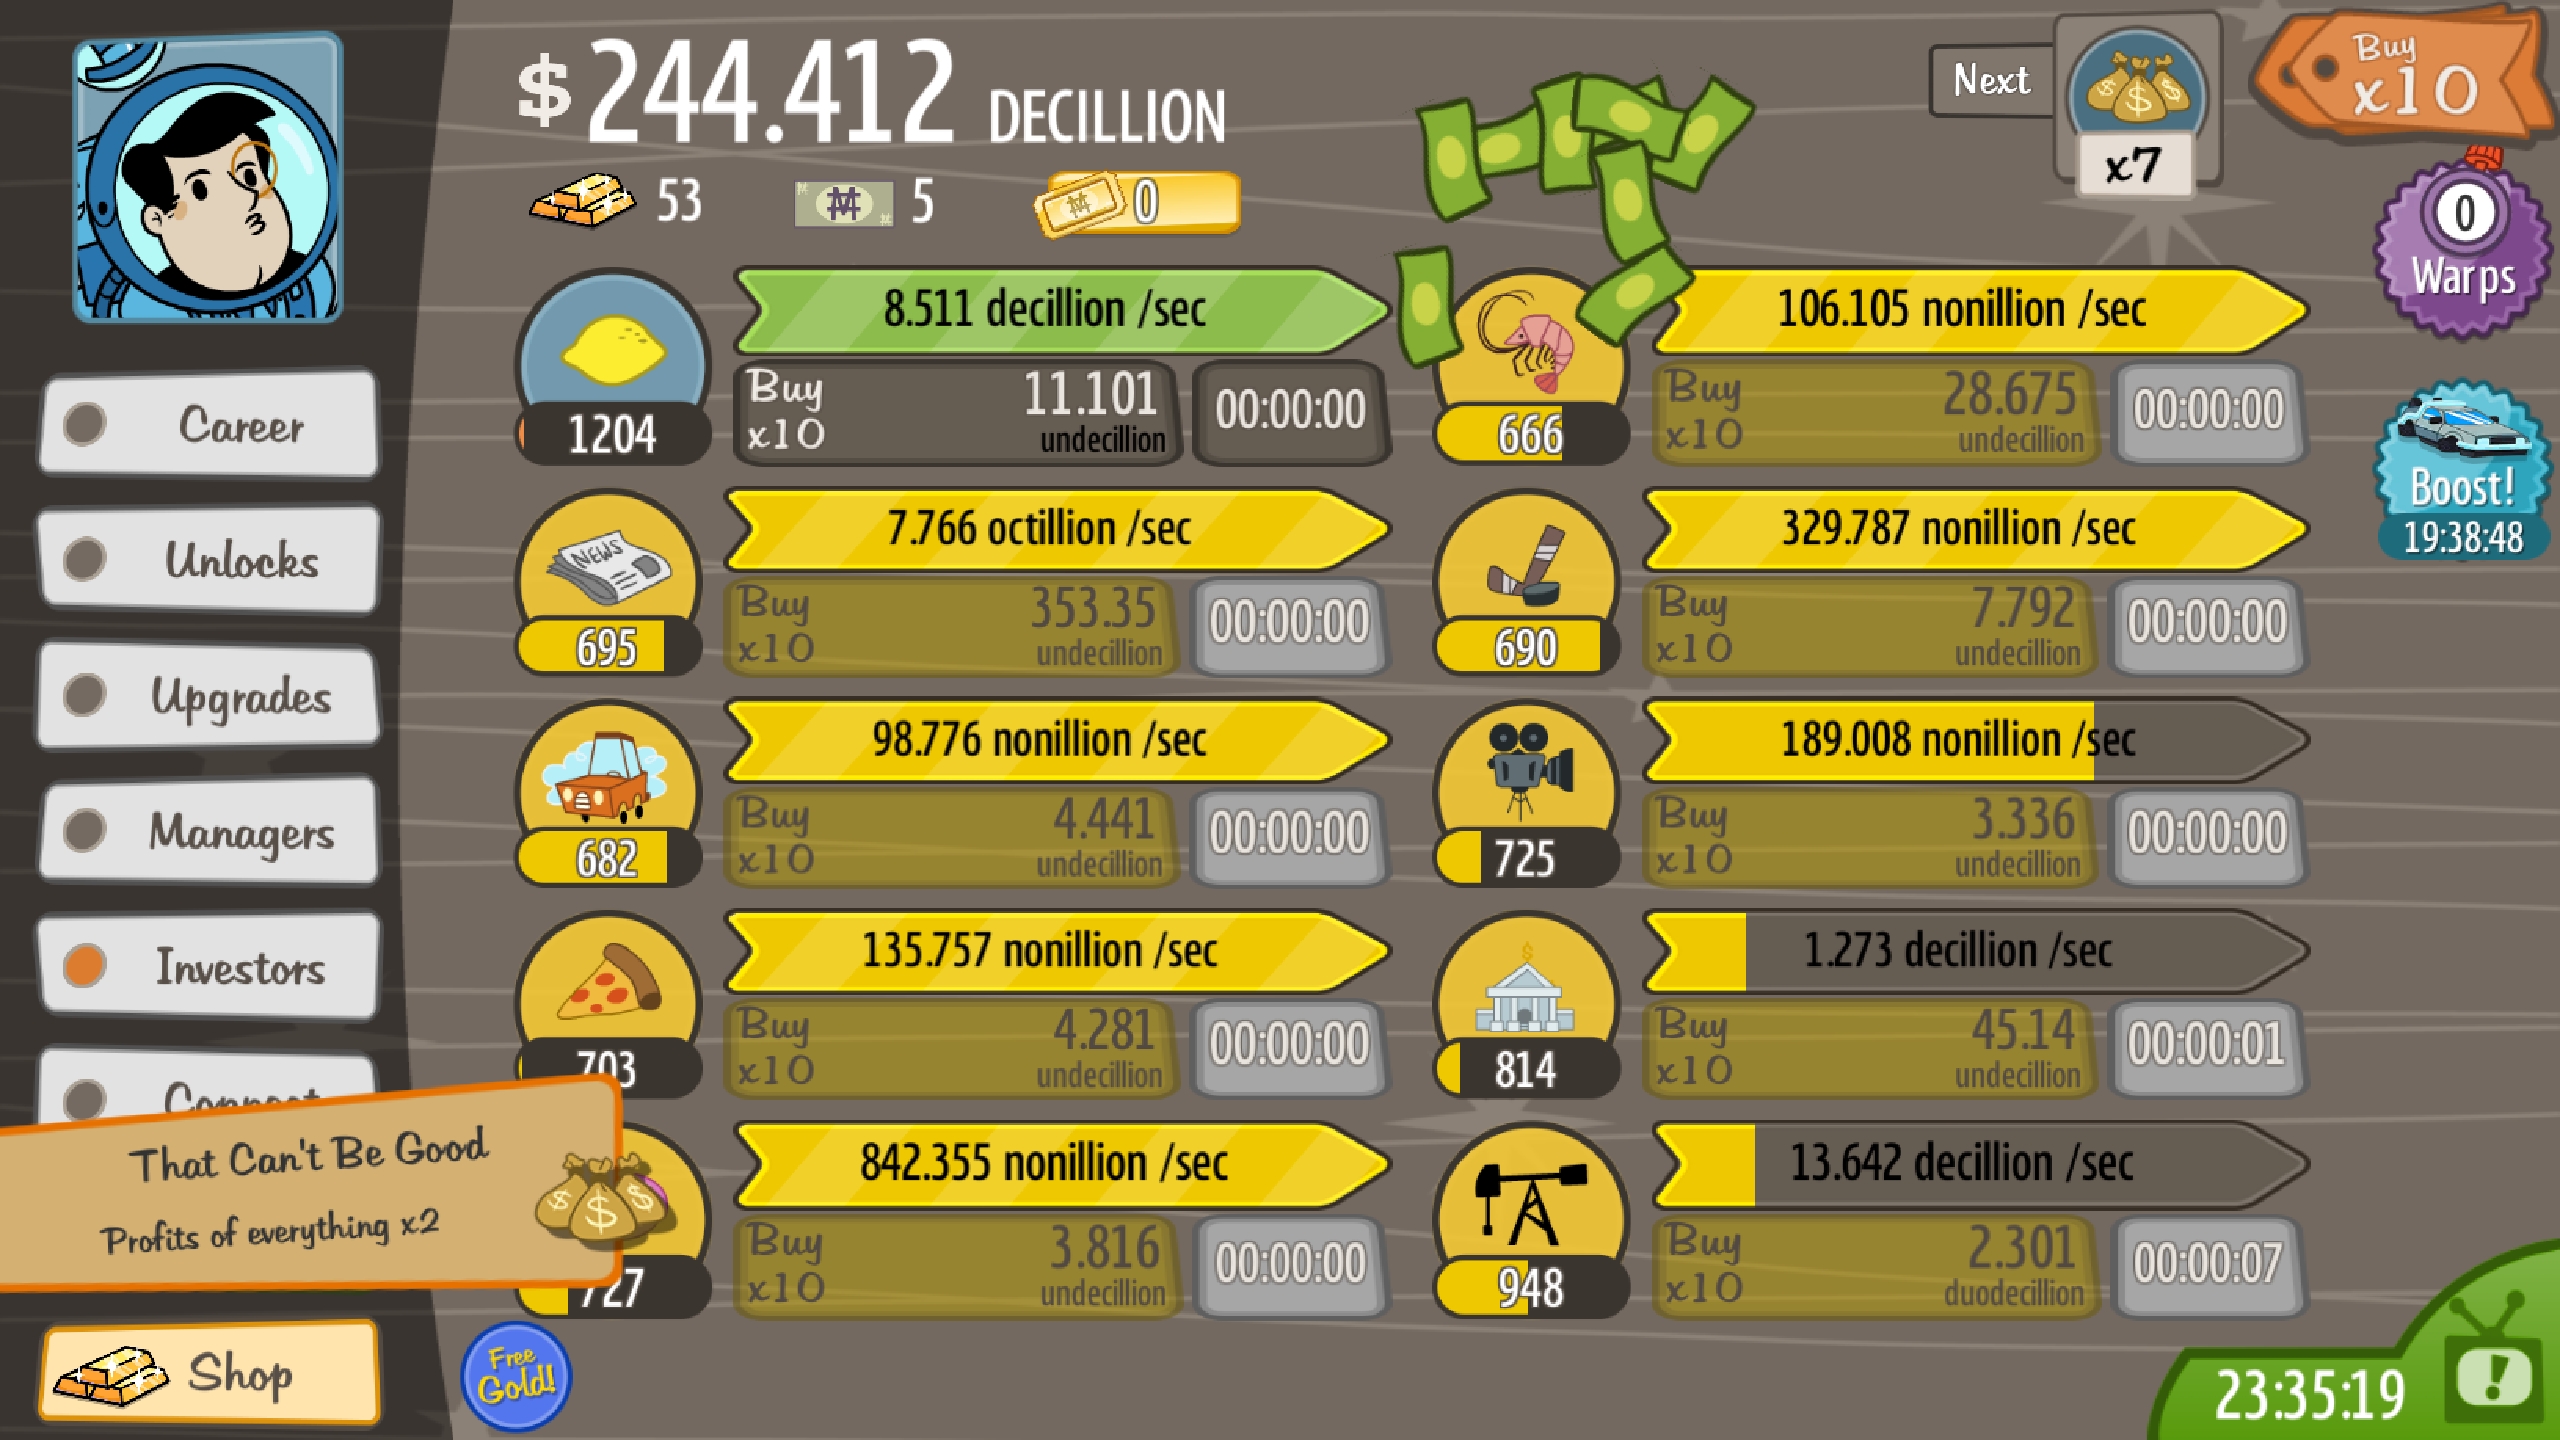 $ 244.412 DECILLION
53
5
0
Next
x7
Buy
x10
0
Warps
Boost!
19:38:48
Career
Unlocks
Upgrades
Managers
Investors
Connect
That Can't Be Good
Profits of everything x2
Shop
Free
Gold!
8.511 decillion /sec
1204
Buy
x10
11.101
undecillion
00:00:00
NEWS
7.766 octillion /sec
695
Buy
x10
353.35
undecillion
00:00:00
98.776 nonillion /sec
682
Buy
x10
4.441
undecillion
00:00:00
135.757 nonillion /sec
703
Buy
x10
4.281
undecillion
00:00:00
842.355 nonillion /sec
727
Buy
x10
3.816
undecillion
00:00:00
106.105 nonillion /sec
666
Buy
x10
28.675
undecillion
00:00:00
329.787 nonillion /sec
690
Buy
x10
7.792
undecillion
00:00:00
189.008 nonillion /sec
725
Buy
x10
3.336
undecillion
00:00:00
1.273 decillion /sec
814
Buy
x10
45.14
undecillion
00:00:01
13.642 decillion /sec
948
Buy
x10
2.301
duodecillion
00:00:07
23:35:19